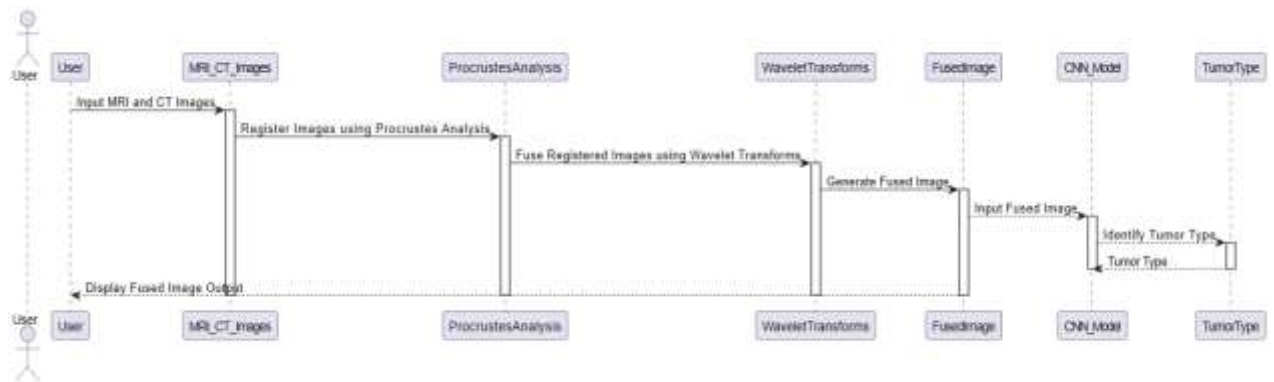 User
User
MRI_CT_Images
ProcrustesAnalysis
WaveletTransforms
FusedImage
CNN_Model
TumorType
Input MRI and CT Images
Register Images using Procrustes Analysis
Fuse Registered Images using Wavelet Transforms
Generate Fused Image
Input Fused Image
Identify Tumor Type
Tumor Type
Display Fused Image Output
User
User
MRI_CT_Images
ProcrustesAnalysis
WaveletTransforms
FusedImage
CNN_Model
TumorType